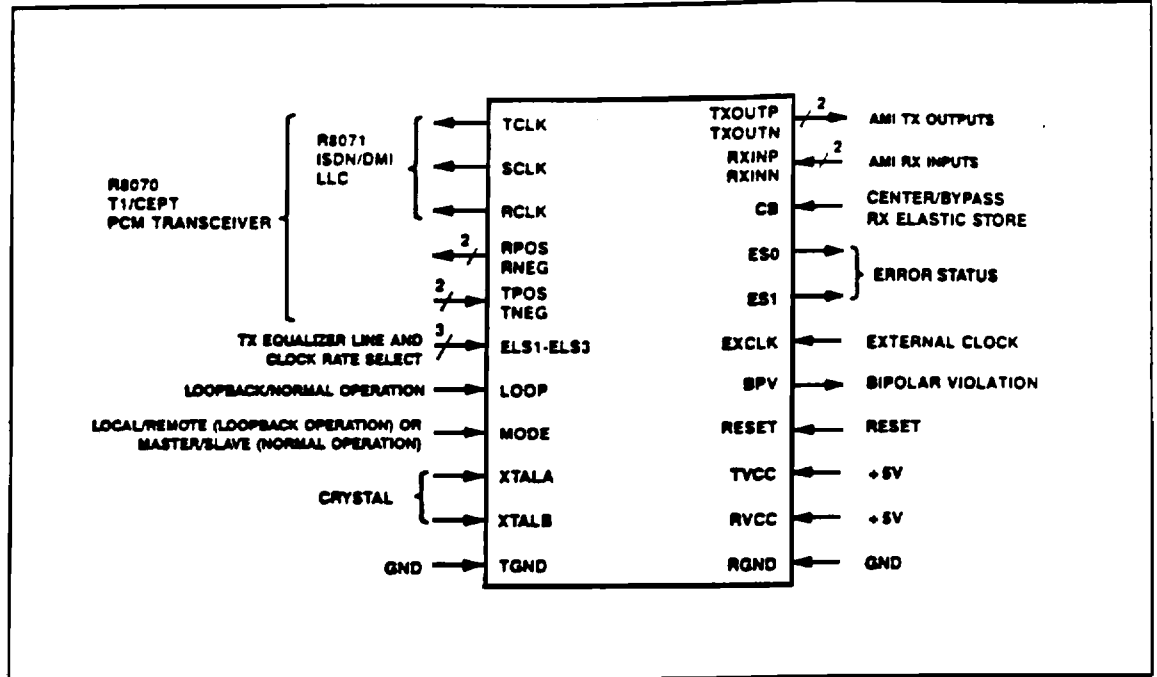 R8070
T1/CEPT
PCM TRANSCEIVER
R8071
ISDN/DMI
LLC
2
2
3
TX EQUALIZER LINE AND
CLOCK RATE SELECT
LOOPBACK/NORMAL OPERATION
LOCAL/REMOTE (LOOPBACK OPERATION) OR
MASTER/SLAVE (NORMAL OPERATION)
CRYSTAL
GND
TCLK
SCLK
RCLK
RPOS
RNEG
TPOS
TNEG
ELS1-ELS3
LOOP
MODE
XTALA
XTALB
TGND
TXOUTP
TXOUTN
RXINP
RXINN
CB
ES0
ES1
EXCLK
BPV
RESET
TVCC
RVCC
RGND
2
AMI TX OUTPUTS
2
AMI RX INPUTS
CENTER/BYPASS
RX ELASTIC STORE
ERROR STATUS
EXTERNAL CLOCK
BIPOLAR VIOLATION
RESET
+5V
+5V
GND